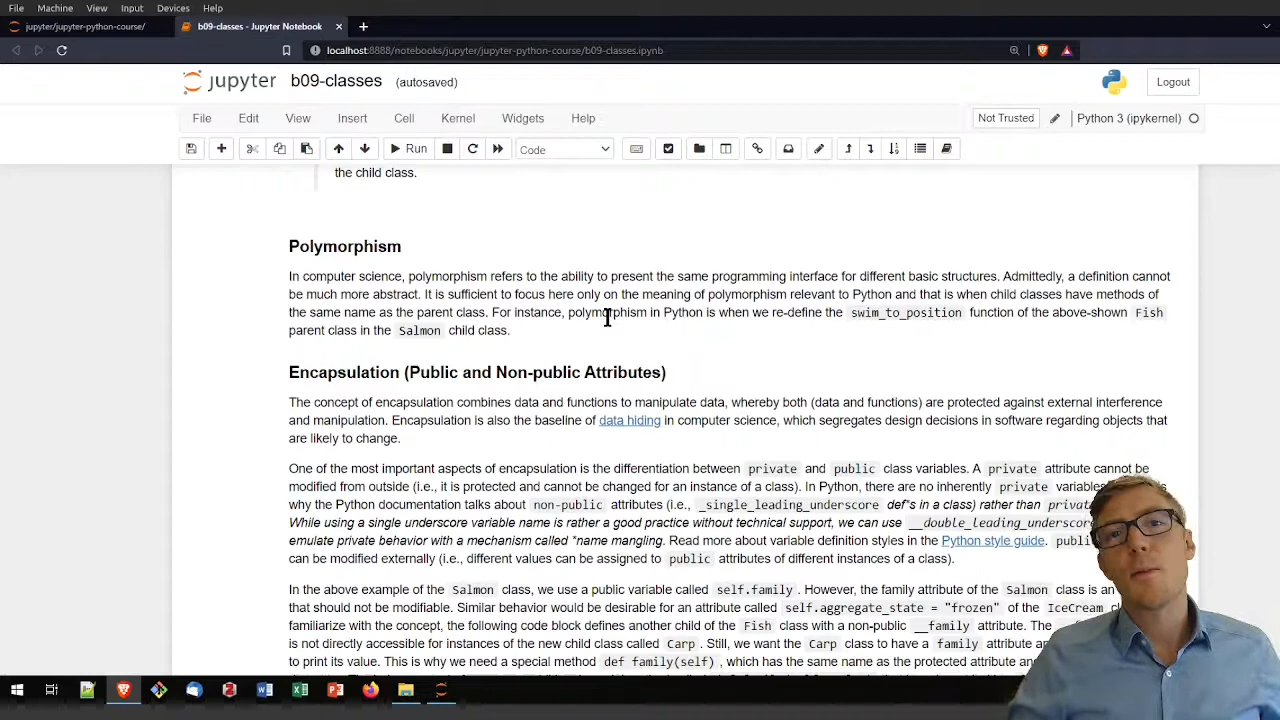 File Machine View Input Devices Help
jupyter/jupyter-python-course/ b09-classes - Jupyter Notebook
localhost:8888/notebooks/jupyter/jupyter-python-course/b09-classes.ipynb
jupyter b09-classes (autosaved) Logout
File Edit View Insert Cell Kernel Widgets Help Not Trusted Python 3 (ipykernel)
Run Code
the child class.
Polymorphism
In computer science, polymorphism refers to the ability to present the same programming interface for different basic structures. Admittedly, a definition cannot
be much more abstract. It is sufficient to focus here only on the meaning of polymorphism relevant to Python and that is when child classes have methods of
the same name as the parent class. For instance, polymorphism in Python is when we re-define the swim_to_position function of the above-shown Fish
parent class in the Salmon child class.
Encapsulation (Public and Non-public Attributes)
The concept of encapsulation combines data and functions to manipulate data, whereby both (data and functions) are protected against external interference
and manipulation. Encapsulation is also the baseline of data hiding in computer science, which segregates design decisions in software regarding objects that
are likely to change.
One of the most important aspects of encapsulation is the differentiation between private and public class variables. A private attribute cannot be
modified from outside (i.e., it is protected and cannot be changed for an instance of a class). In Python, there are no inherently private variables
why the Python documentation talks about non-public attributes (i.e., _single_leading_underscore def"s in a class) rather than
While using a single underscore variable name is rather a good practice without technical support, we can use __double_leading_underscore
emulate private behavior with a mechanism called *name mangling. Read more about variable definition styles in the Python style guide.
can be modified externally (i.e., different values can be assigned to public attributes of different instances of a class).
In the above example of the Salmon class, we use a public variable called self.family. However, the family attribute of the Salmon class is an
that should not be modifiable. Similar behavior would be desirable for an attribute called self.aggregate_state = "frozen" of the IceCream
familiarize with the concept, the following code block defines another child of the Fish class with a non-public __family attribute. The
is not directly accessible for instances of the new child class called Carp. Still, we want the Carp class to have a family attribute
to print its value. This is why we need a special method def family(self), which has the same name as the protected attribute